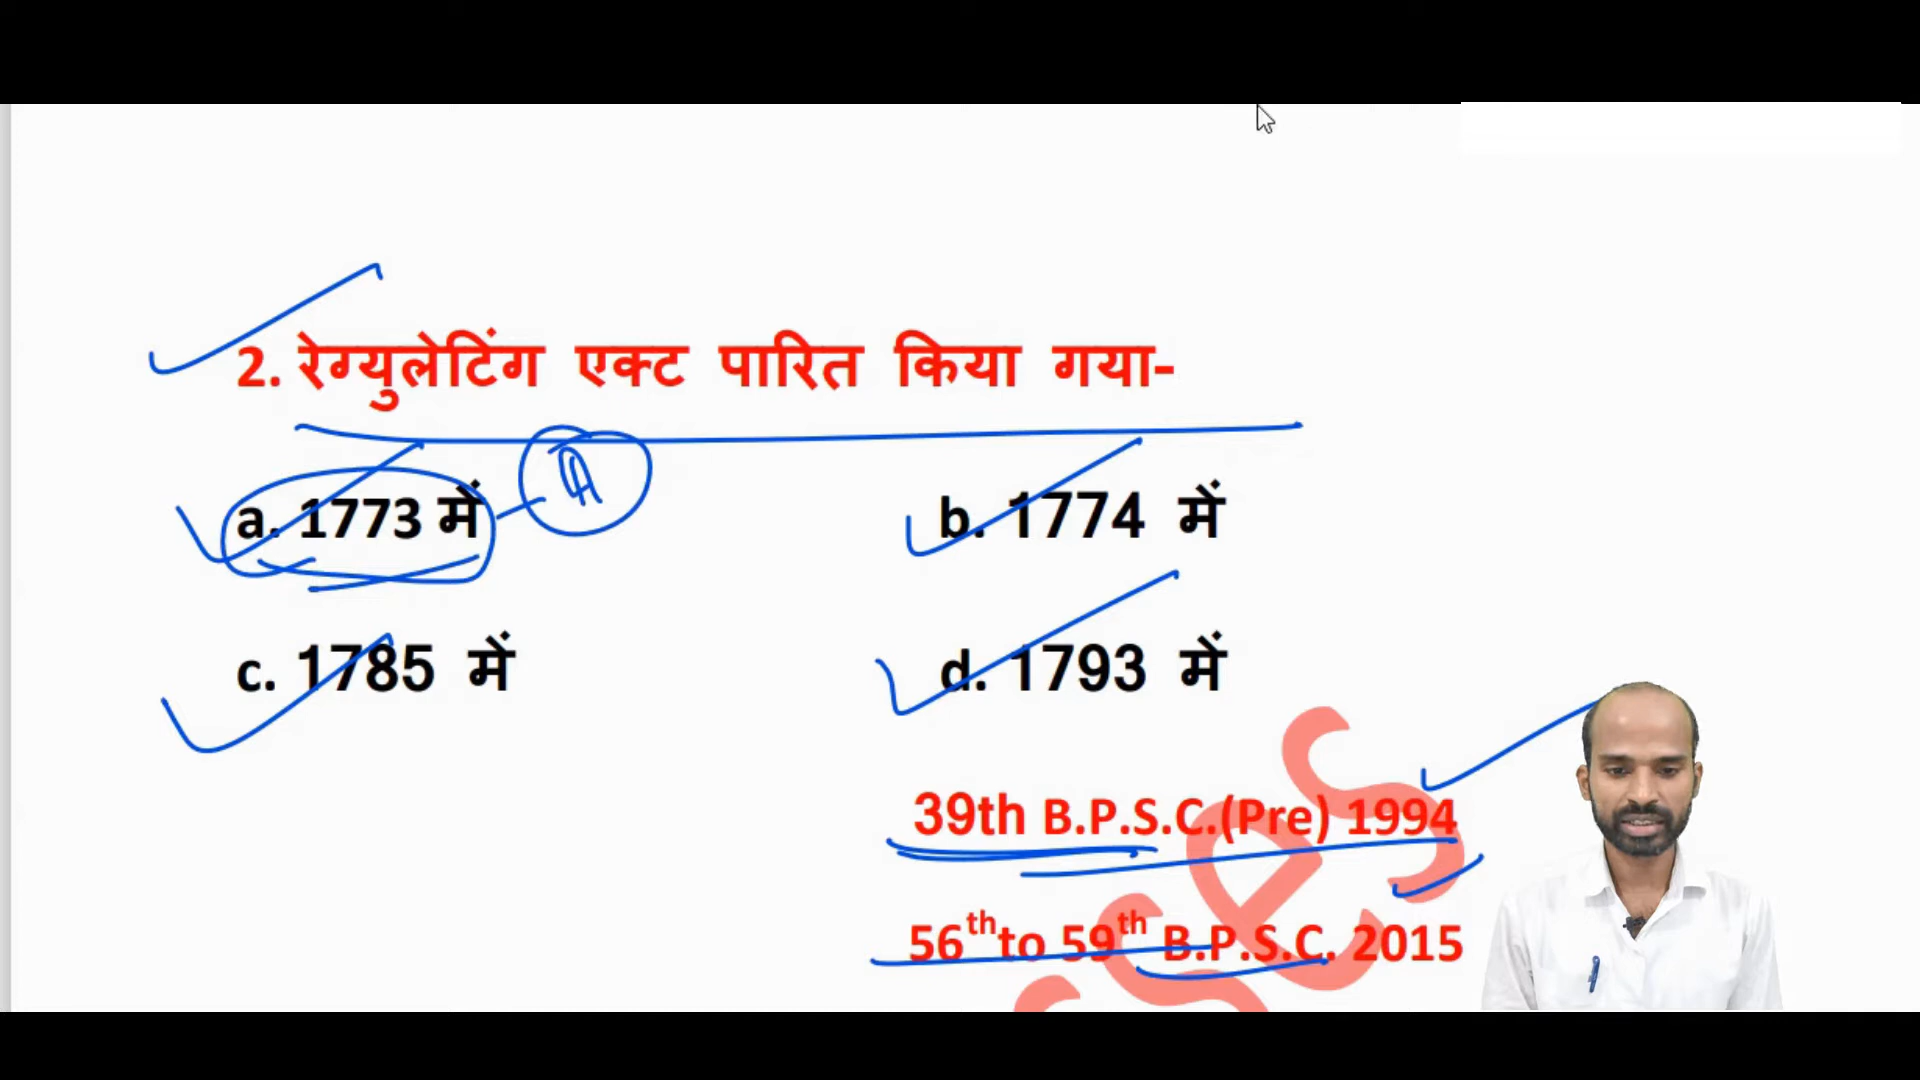 2. रेग्युलेटिंग एक्ट पारित किया गया-
a. 1773 में
A
b. 1774 में
c. 1785 में
d. 1793 में
39th B.P.S.C.(Pre) 1994
56th to 59th B.P.S.C. 2015